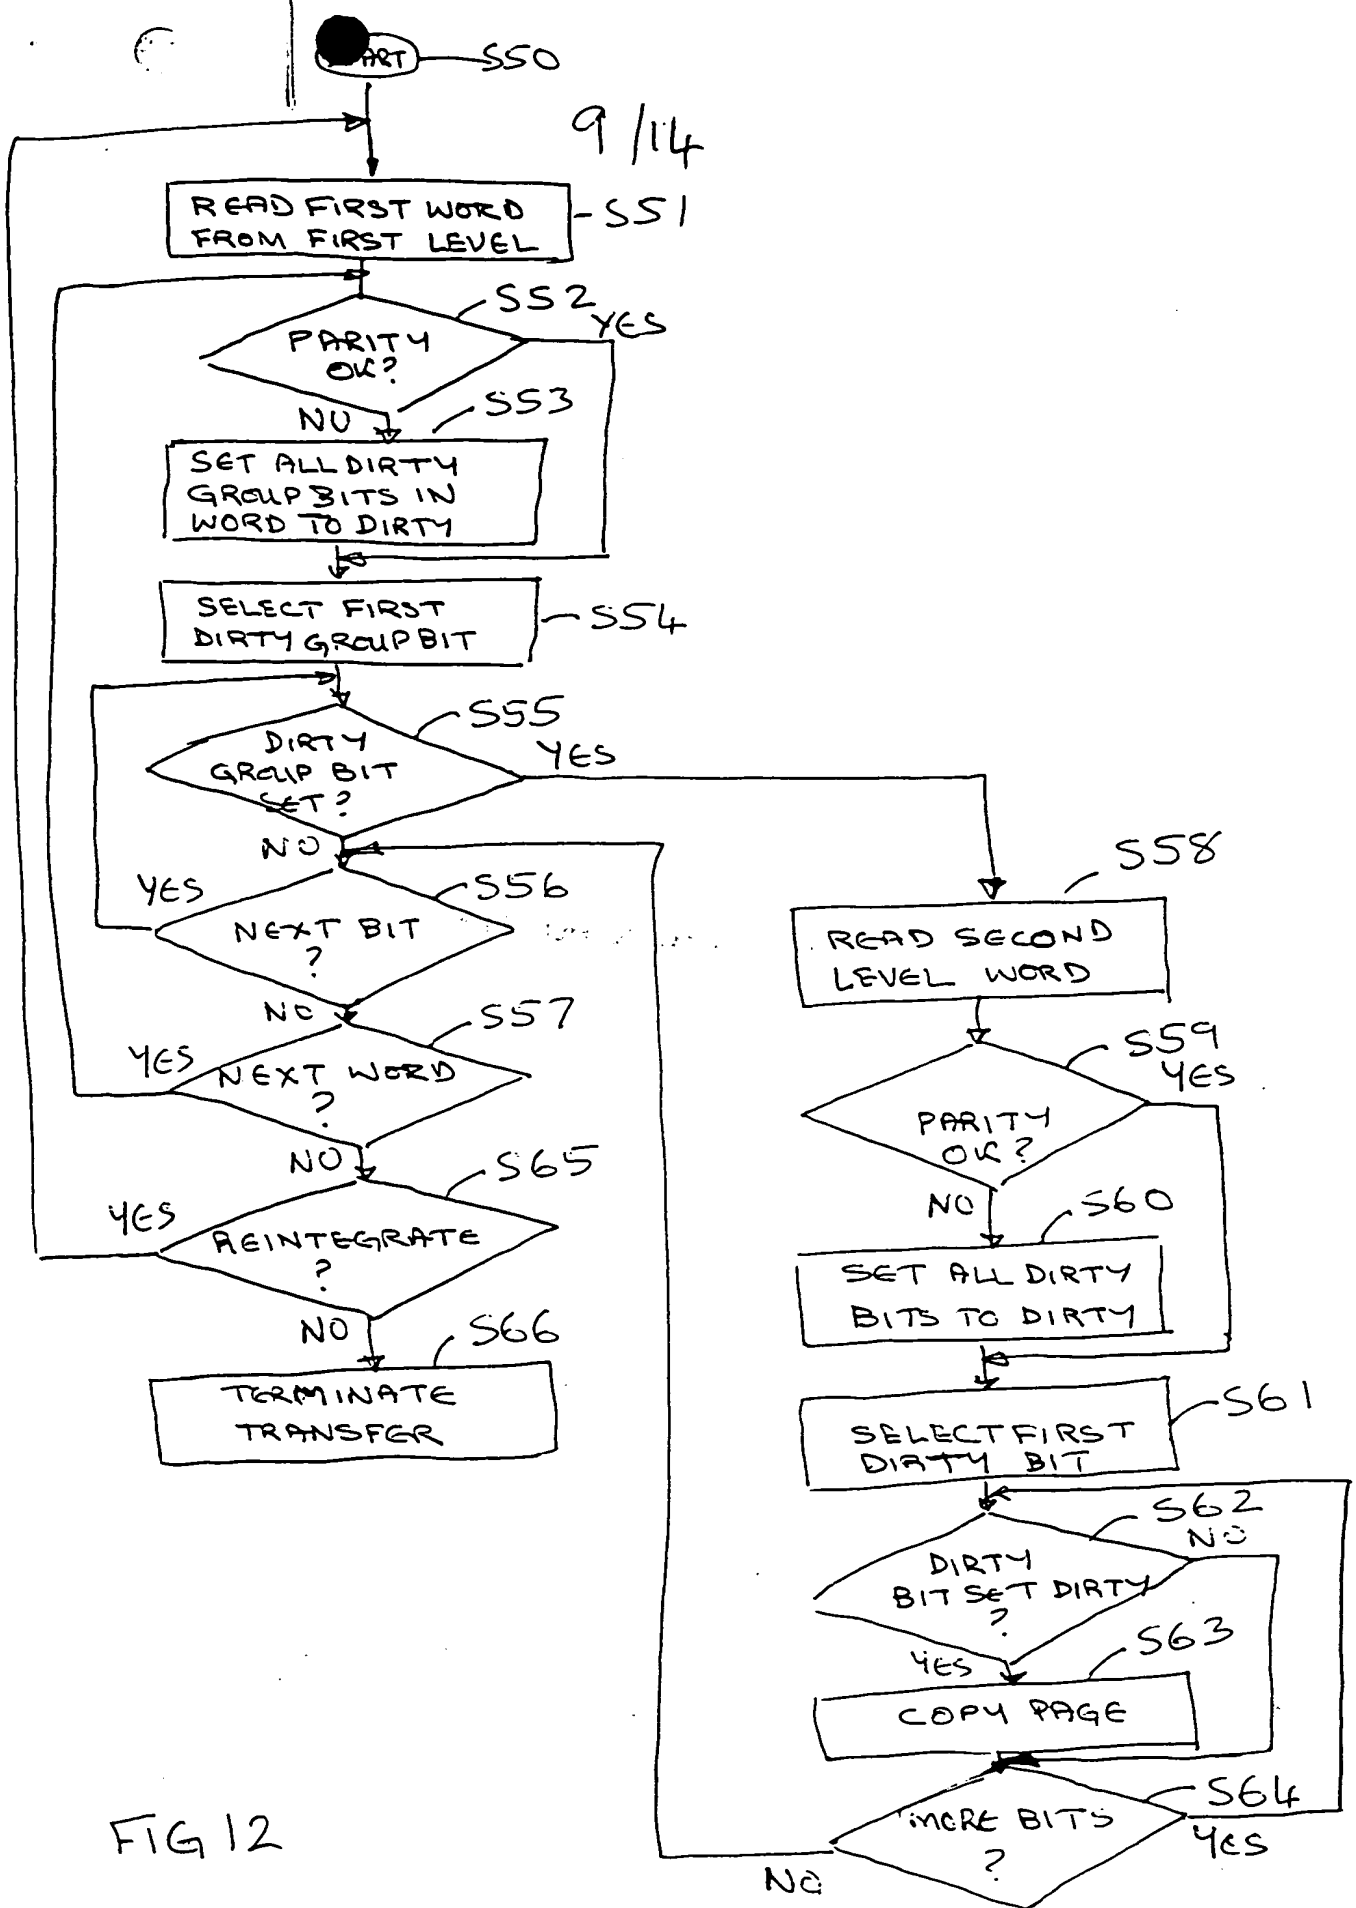 S50
9/14
READ FIRST WORD
FROM FIRST LEVEL
S51
S52
YES
PARITY
OK?
NO
S53
SET ALL DIRTY
GROUP BITS IN
WORD TO DIRTY
SELECT FIRST
DIRTY GROUP BIT
S54
S55
DIRTY
GROUP BIT
SET?
YES
NO
YES
S56
NEXT BIT
?
NO
S57
YES
NEXT WORD
?
NO
S65
YES
REINTEGRATE
?
NO
S66
TERMINATE
TRANSFER
S58
READ SECOND
LEVEL WORD
S59
YES
PARITY
OK?
NO
S60
SET ALL DIRTY
BITS TO DIRTY
S61
SELECT FIRST
DIRTY BIT
S62
NO
DIRTY
BIT SET DIRTY
?
YES
S63
COPY PAGE
S64
MORE BITS
?
YES
NO
FIG 12